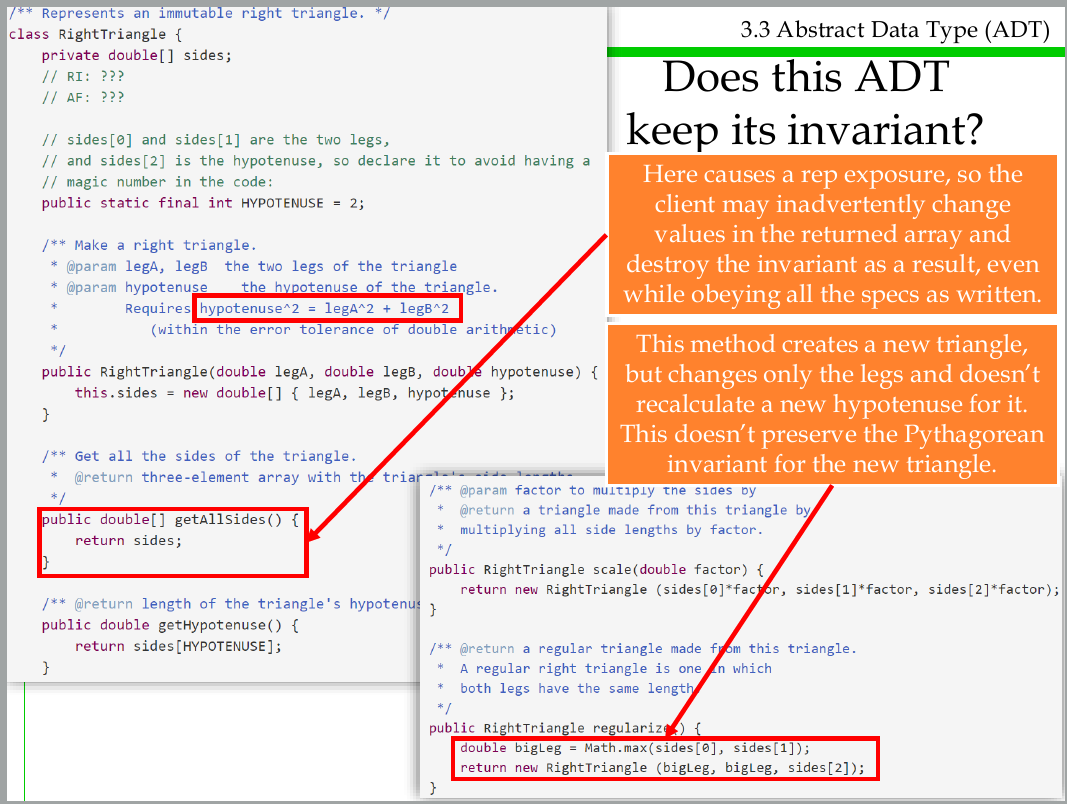 /** Represents an immutable right triangle. */
class RightTriangle {
private double[] sides;
// RI: ???
// AF: ???
// sides[0] and sides[1] are the two legs,
// and sides[2] is the hypotenuse, so declare it to avoid having a
// magic number in the code:
public static final int HYPOTENUSE = 2;
/** Make a right triangle.
* @param legA, legB the two legs of the triangle
* @param hypotenuse the hypotenuse of the triangle.
* Requires hypotenuse^2 = legA^2 + legB^2
* (within the error tolerance of double arithmetic)
*/
public RightTriangle(double legA, double legB, double hypotenuse) {
this.sides = new double[] { legA, legB, hypotenuse };
}
/** Get all the sides of the triangle.
* @return three-element array with the triangle's side lengths
*/
public double[] getAllSides() {
return sides;
}
/** @return length of the triangle's hypotenus
public double getHypotenuse() {
return sides[HYPOTENUSE];
}
3.3 Abstract Data Type (ADT)
Does this ADT
keep its invariant?
Here causes a rep exposure, so the
client may inadvertently change
values in the returned array and
destroy the invariant as a result, even
while obeying all the specs as written.
This method creates a new triangle,
but changes only the legs and doesn’t
recalculate a new hypotenuse for it.
This doesn’t preserve the Pythagorean
invariant for the new triangle.
/** @param factor to multiply the sides by
* @return a triangle made from this triangle by
* multiplying all side lengths by factor.
*/
public RightTriangle scale(double factor) {
return new RightTriangle (sides[0]*factor, sides[1]*factor, sides[2]*factor);
}
/** @return a regular triangle made from this triangle.
* A regular right triangle is one in which
* both legs have the same length
*/
public RightTriangle regularize() {
double bigLeg = Math.max(sides[0], sides[1]);
return new RightTriangle (bigLeg, bigLeg, sides[2]);
}